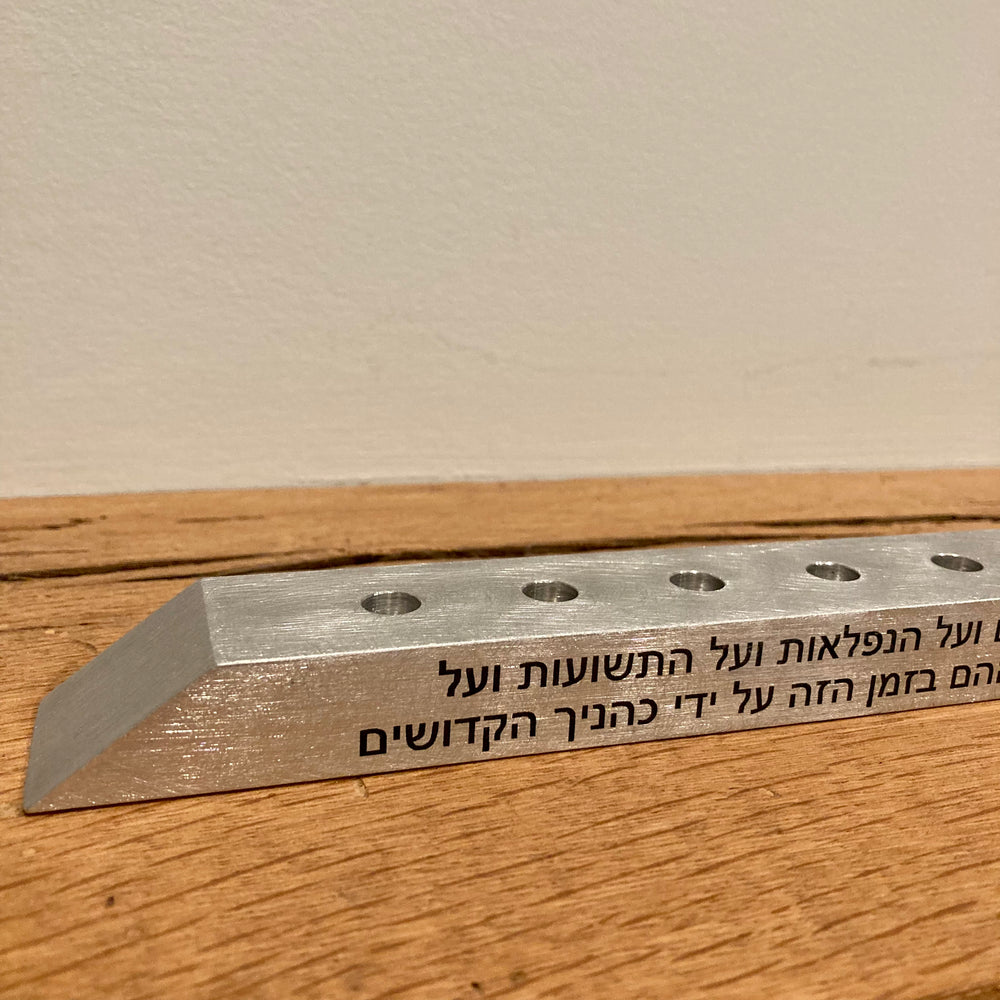 ועל הנפלאות ועל התשועות ועל
בזמן הזה על ידי כהניך הקדושים